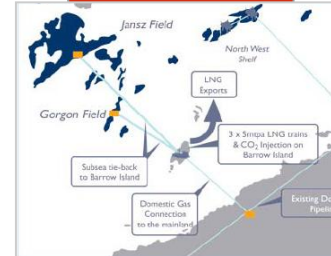 Jansz Field
North West
Shelf
LNG
Exports
Gorgon Field
3 x 5mtpa LNG trains
& CO₂ Injection on
Barrow Island
Subsea tie-back
to Barrow Island
Domestic Gas
Connection
to the mainland
Existing Do
Pipeli